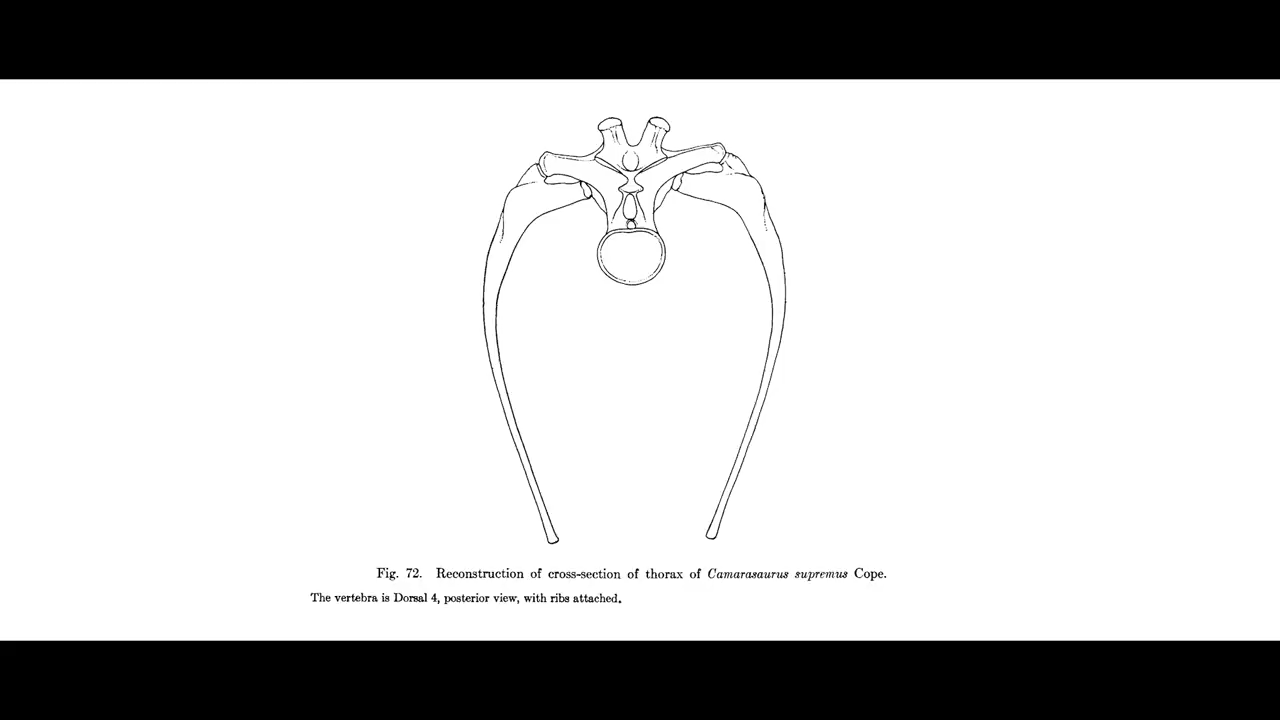 Fig. 72. Reconstruction of cross-section of thorax of Camarasaurus supremus Cope.
The vertebra is Dorsal 4, posterior view, with ribs attached.